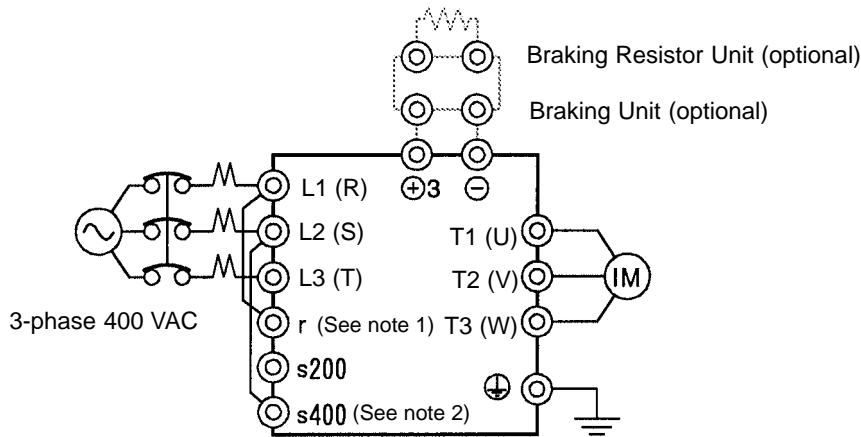 Braking Resistor Unit (optional)
Braking Unit (optional)
+3 −
L1 (R)
L2 (S)
L3 (T)
T1 (U)
T2 (V)
T3 (W)
IM
3-phase 400 VAC
r (See note 1)
s200
s400 (See note 2)